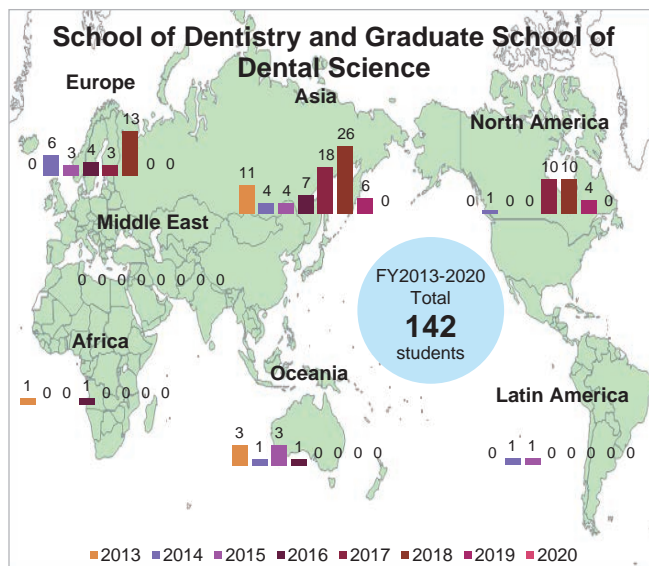 School of Dentistry and Graduate School of
Dental Science
Europe
0 6 3 4 3 13 0 0
Asia
11 4 4 7 18 26 6 0
North America
0 1 0 0 10 10 4 0
Middle East
0 0 0 0 0 0 0 0
FY2013-2020
Total
142
students
Africa
1 0 0 1 0 0 0 0
Oceania
3 1 3 1 0 0 0 0
Latin America
0 1 1 0 0 0 0 0
2013 2014 2015 2016 2017 2018 2019 2020